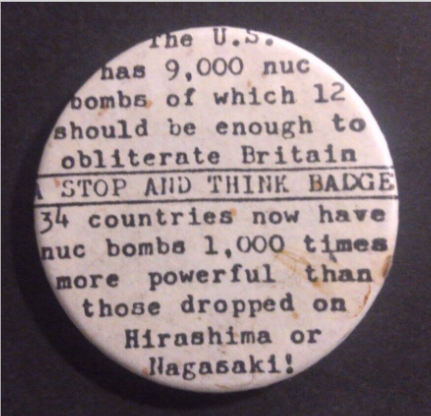 The U.S.
has 9,000 nuc
bombs of which 12
should be enough to
obliterate Britain
A STOP AND THINK BADGE
34 countries now have
nuc bombs 1,000 times
more powerful than
those dropped on
Hirashima or
Nagasaki!